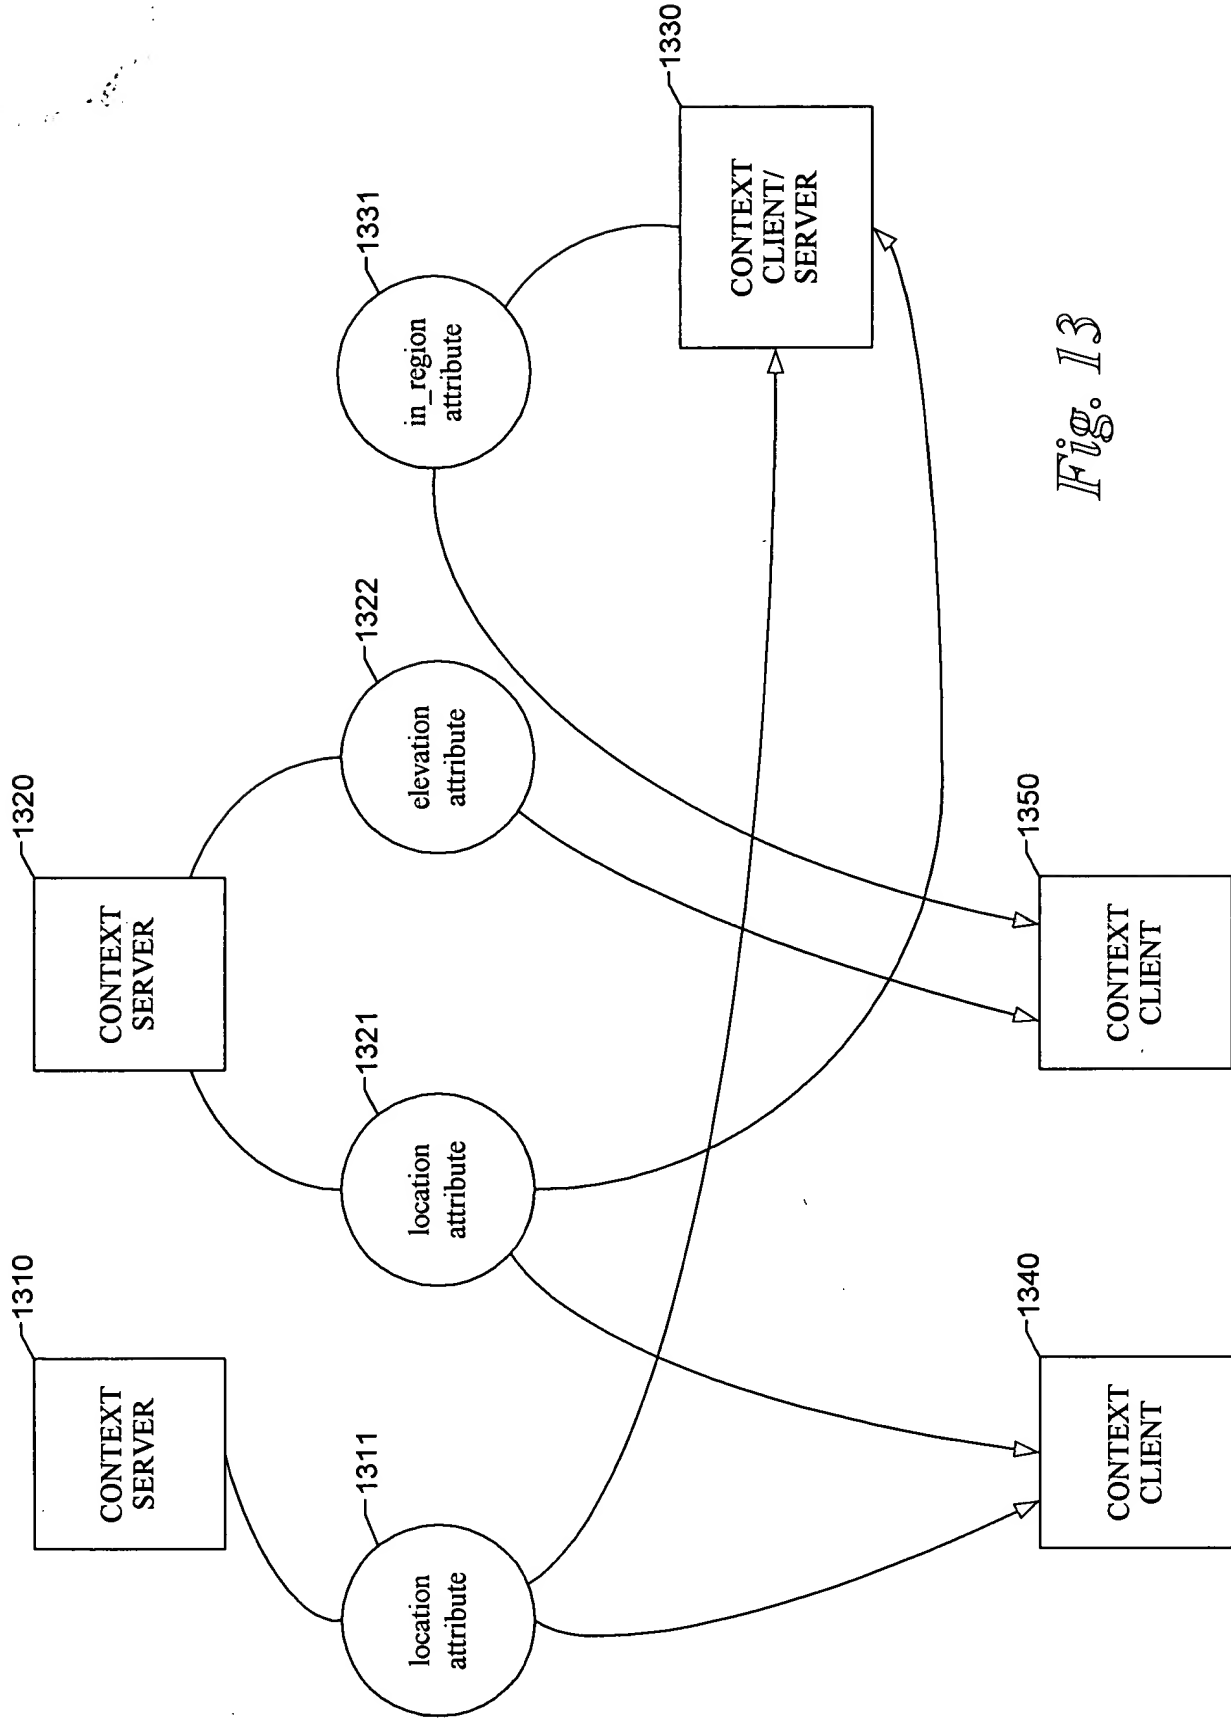 1310
CONTEXT
SERVER
1320
CONTEXT
SERVER
1311
location
attribute
1321
location
attribute
1322
elevation
attribute
1331
in_region
attribute
1330
CONTEXT
CLIENT/
SERVER
1340
CONTEXT
CLIENT
1350
CONTEXT
CLIENT
Fig. 13